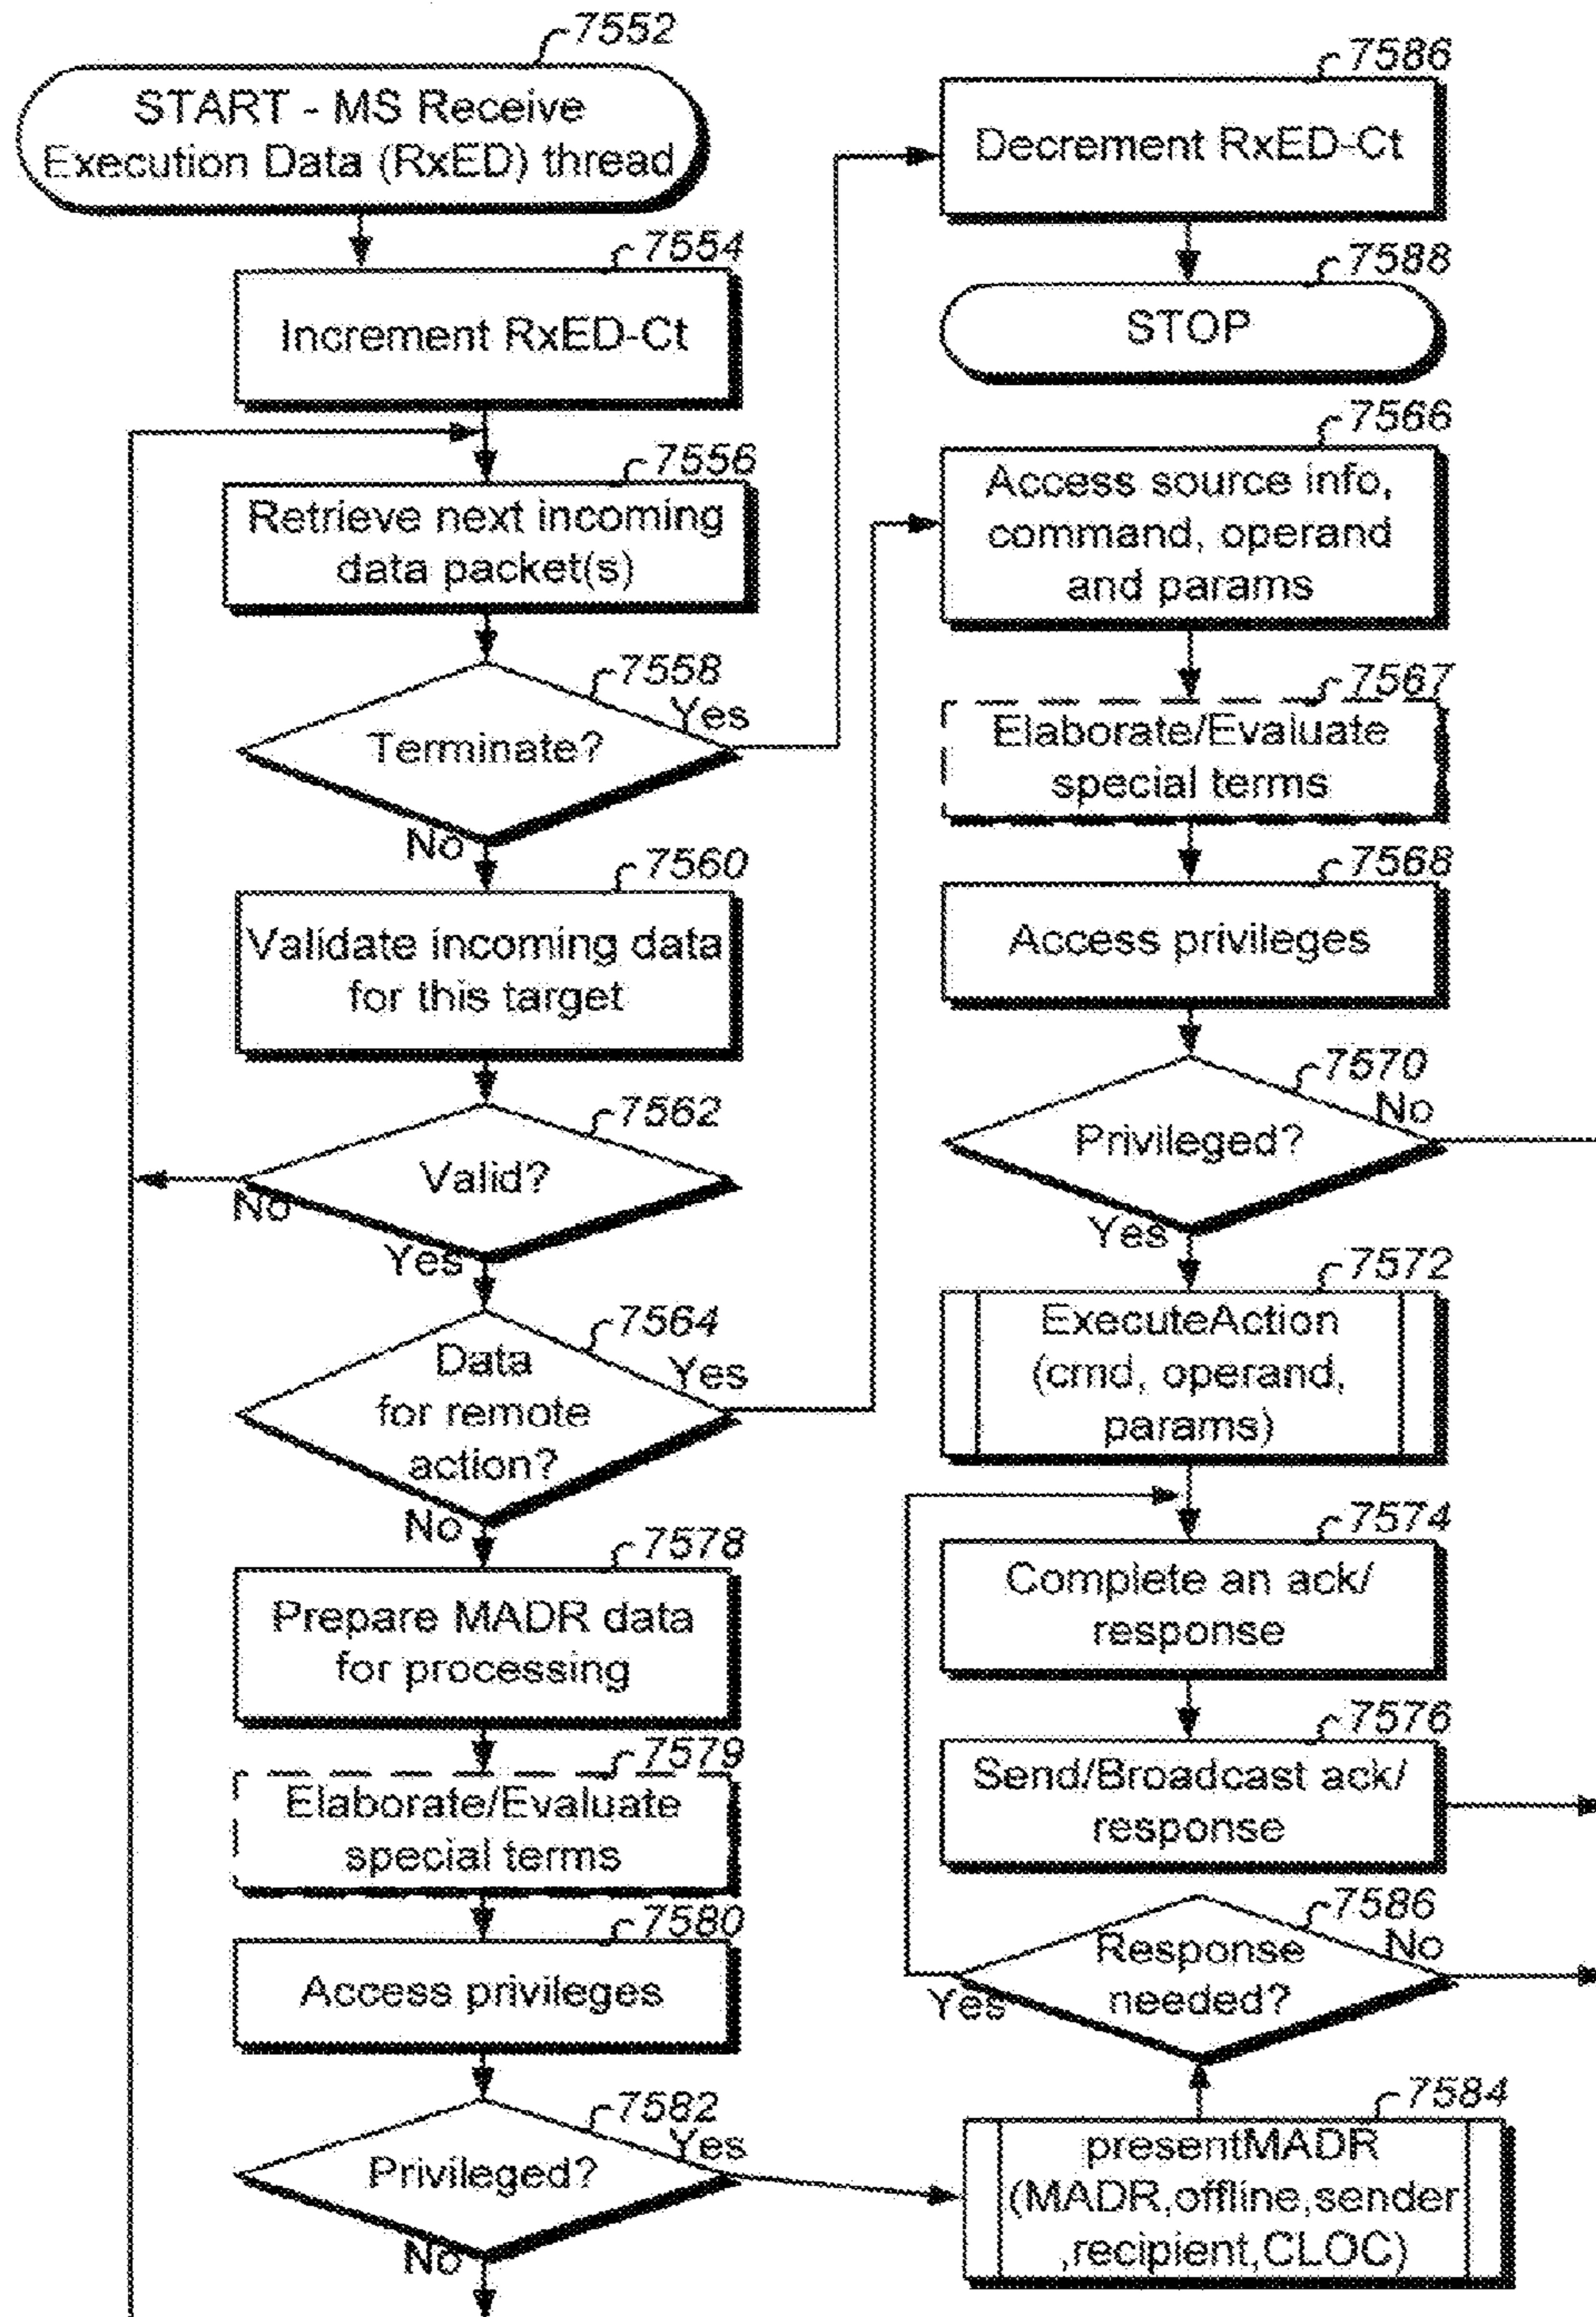 7552
START - MS Receive
Execution Data (RxED) thread
7554
Increment RxED-Ct
7556
Retrieve next incoming
data packet(s)
7558
Terminate?
Yes
No
7560
Validate incoming data
for this target
7562
Valid?
No
Yes
7564
Data
for remote
action?
Yes
No
7578
Prepare MADR data
for processing
7579
Elaborate/Evaluate
special terms
7580
Access privileges
7582
Privileged?
Yes
No
7586
Decrement RxED-Ct
7588
STOP
7566
Access source info,
command, operand
and params
7567
Elaborate/Evaluate
special terms
7568
Access privileges
7570
Privileged?
No
Yes
7572
ExecuteAction
(cmd, operand,
params)
7574
Complete an ack/
response
7576
Send/Broadcast ack/
response
7586
Response
needed?
No
Yes
7584
presentMADR
(MADR,offline,sender
,recipient,CLOC)